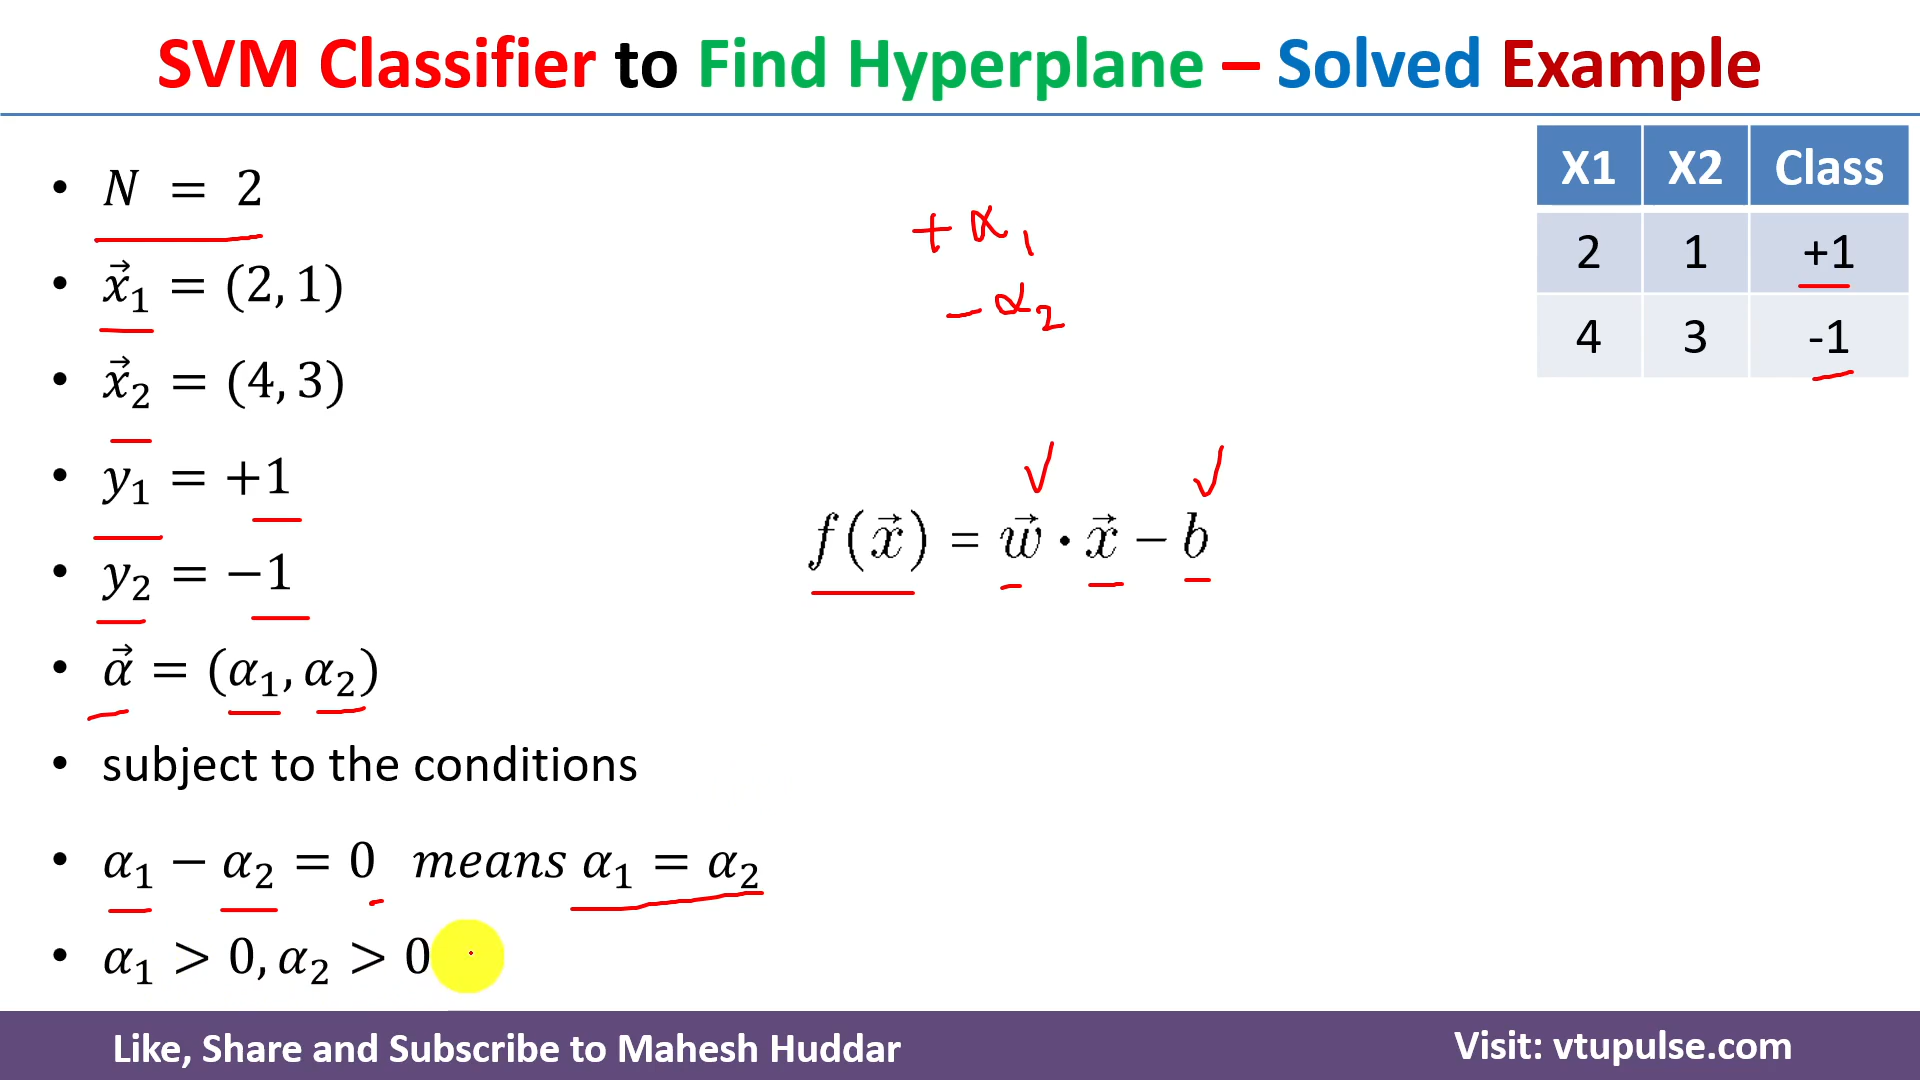 SVM Classifier to Find Hyperplane – Solved Example
• N = 2
• x⃗₁ = (2, 1)
• x⃗₂ = (4, 3)
• y₁ = +1
• y₂ = −1
• α⃗ = (α₁, α₂)
• subject to the conditions
• α₁ − α₂ = 0 means α₁ = α₂
• α₁ > 0, α₂ > 0
+α₁
−α₂
f(x⃗) = w⃗ · x⃗ − b
X1 X2 Class
2 1 +1
4 3 -1
Like, Share and Subscribe to Mahesh Huddar
Visit: vtupulse.com